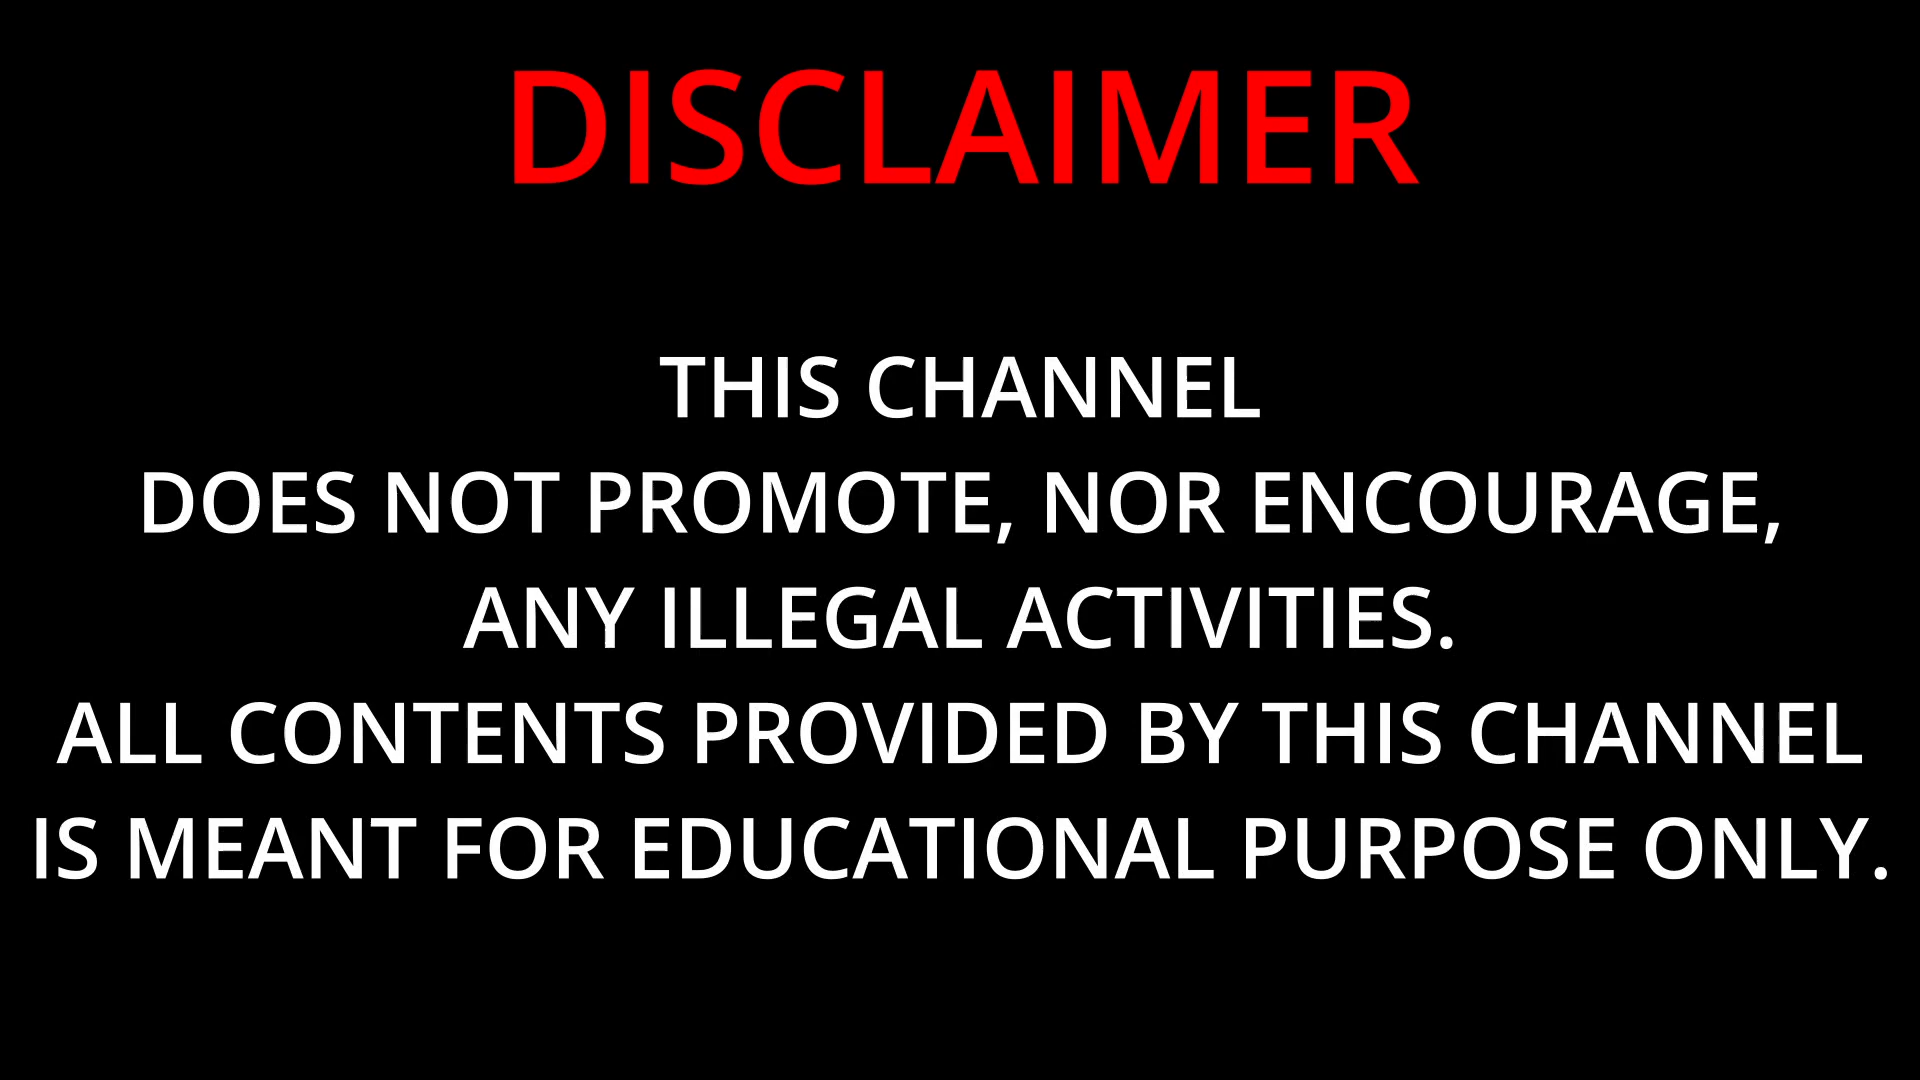 DISCLAIMER
THIS CHANNEL
DOES NOT PROMOTE, NOR ENCOURAGE,
ANY ILLEGAL ACTIVITIES.
ALL CONTENTS PROVIDED BY THIS CHANNEL
IS MEANT FOR EDUCATIONAL PURPOSE ONLY.